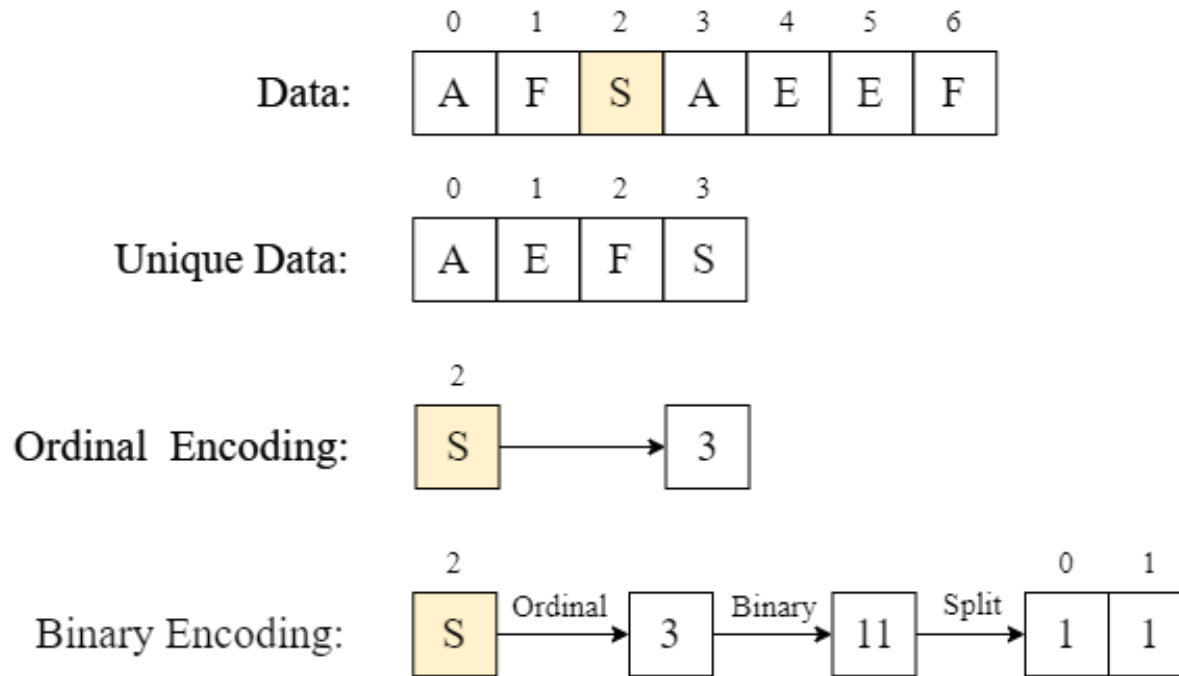 0 1 2 3 4 5 6
Data: A F S A E E F
0 1 2 3
Unique Data: A E F S
2
Ordinal Encoding: S 3
2 0 1
Binary Encoding: S Ordinal 3 Binary 11 Split 1 1